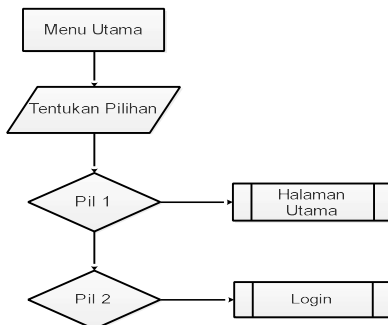 Menu Utama
Tentukan Pilihan
Pil 1
Halaman
Utama
Pil 2
Login